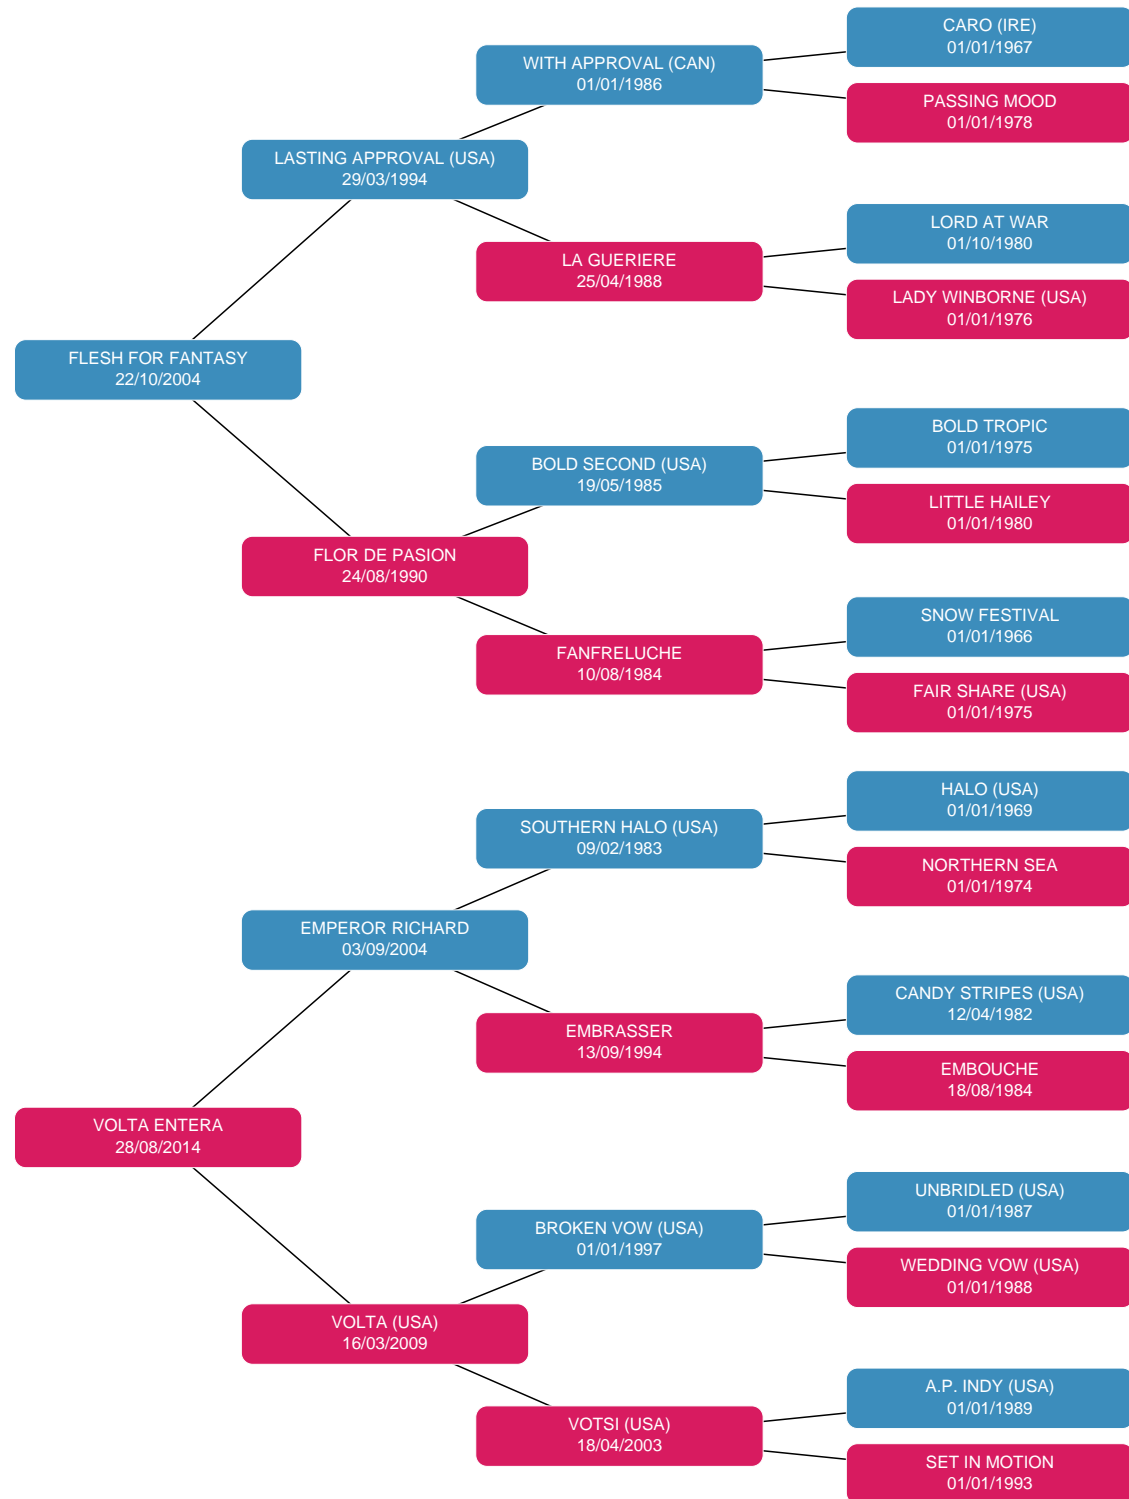 CARO (IRE)
01/01/1967
WITH APPROVAL (CAN)
01/01/1986
PASSING MOOD
01/01/1978
LASTING APPROVAL (USA)
29/03/1994
LORD AT WAR
01/10/1980
LA GUERIERE
25/04/1988
LADY WINBORNE (USA)
01/01/1976
FLESH FOR FANTASY
22/10/2004
BOLD TROPIC
01/01/1975
BOLD SECOND (USA)
19/05/1985
LITTLE HAILEY
01/01/1980
FLOR DE PASION
24/08/1990
SNOW FESTIVAL
01/01/1966
FANFRELUCHE
10/08/1984
FAIR SHARE (USA)
01/01/1975
HALO (USA)
01/01/1969
SOUTHERN HALO (USA)
09/02/1983
NORTHERN SEA
01/01/1974
EMPEROR RICHARD
03/09/2004
CANDY STRIPES (USA)
12/04/1982
EMBRASSER
13/09/1994
EMBOUCHE
18/08/1984
VOLTA ENTERA
28/08/2014
UNBRIDLED (USA)
01/01/1987
BROKEN VOW (USA)
01/01/1997
WEDDING VOW (USA)
01/01/1988
VOLTA (USA)
16/03/2009
A.P. INDY (USA)
01/01/1989
VOTSI (USA)
18/04/2003
SET IN MOTION
01/01/1993